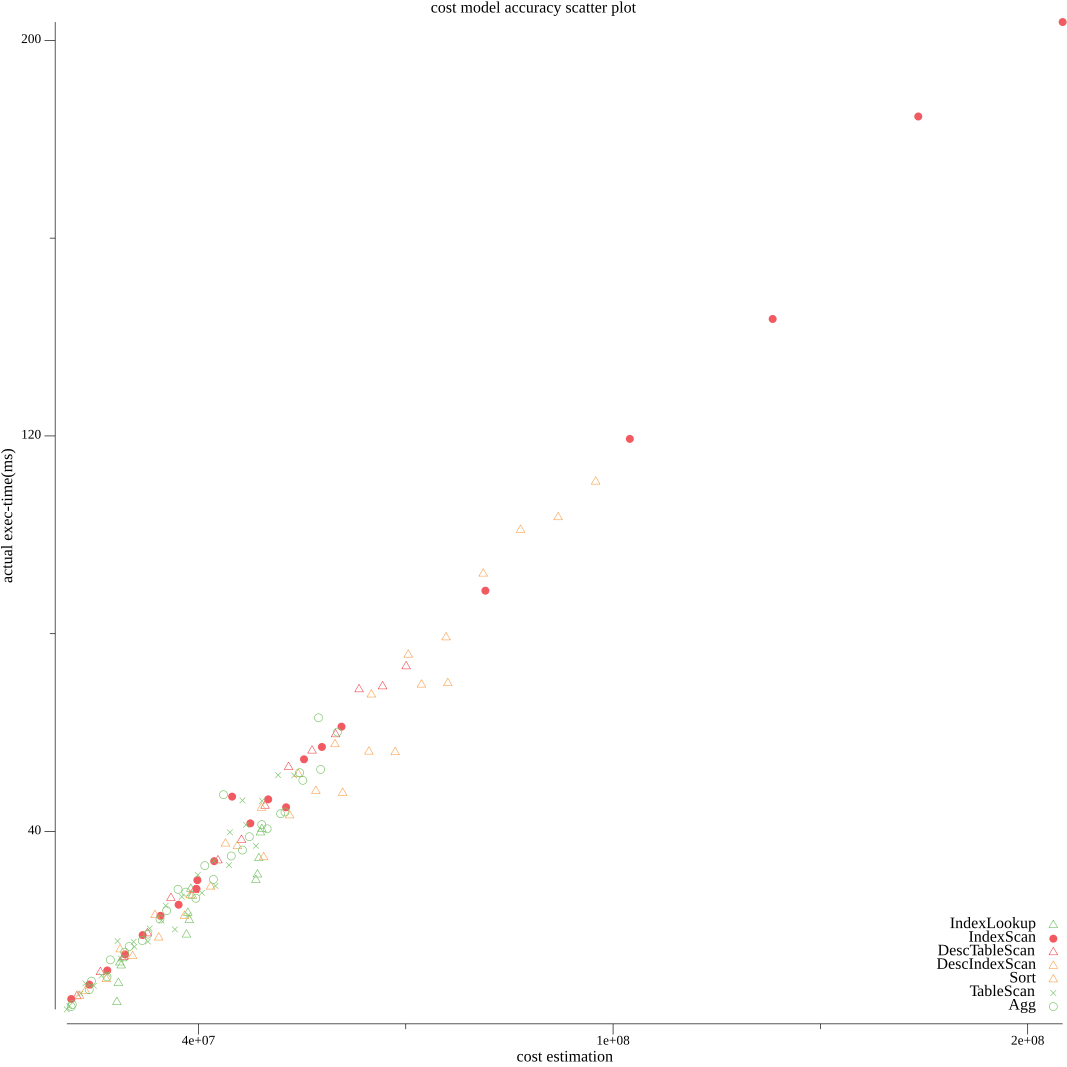 cost model accuracy scatter plot
200
120
40
actual exec-time(ms)
IndexLookup
IndexScan
DescTableScan
DescIndexScan
Sort
TableScan
Agg
4e+07
1e+08
2e+08
cost estimation